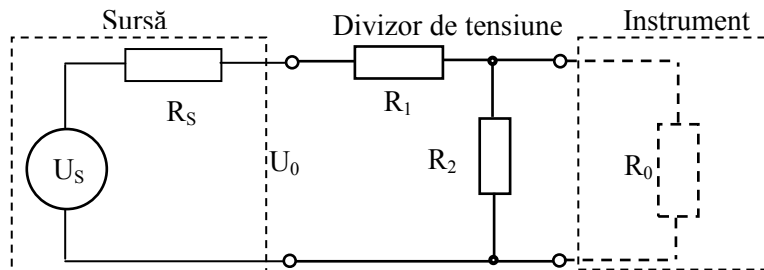 Sursă
Divizor de tensiune
Instrument
R_S
R_1
U_S
U_0
R_2
R_0